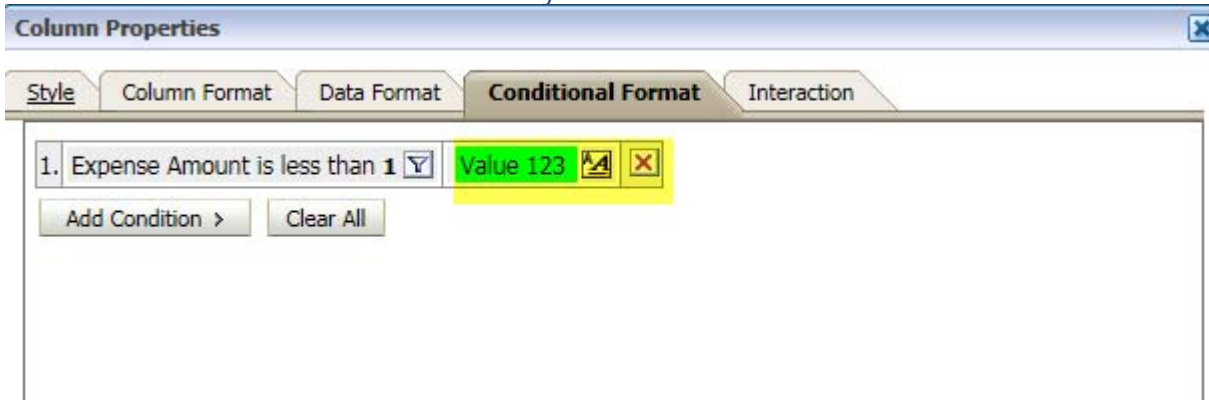 Column Properties
Style Column Format Data Format Conditional Format Interaction
1. Expense Amount is less than 1 Value 123
Add Condition > Clear All